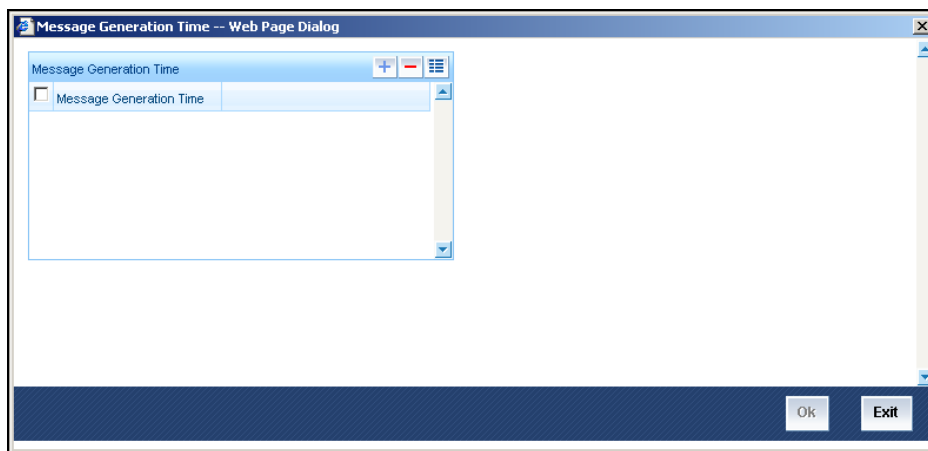 Message Generation Time -- Web Page Dialog
Message Generation Time
Message Generation Time
Ok
Exit